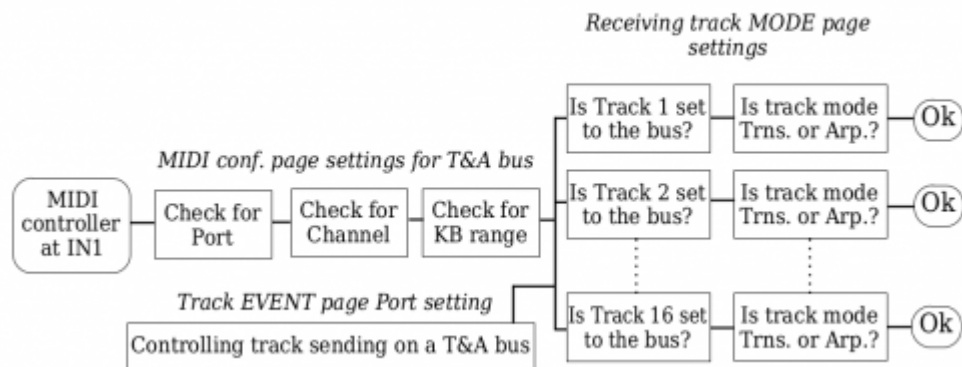 Receiving track MODE page
settings
Is Track 1 set
to the bus?
Is track mode
Trns. or Arp.?
Ok
MIDI conf. page settings for T&A bus
MIDI
controller
at IN1
Check for
Port
Check for
Channel
Check for
KB range
Is Track 2 set
to the bus?
Is track mode
Trns. or Arp.?
Ok
Track EVENT page Port setting
Controlling track sending on a T&A bus
Is Track 16 set
to the bus?
Is track mode
Trns. or Arp.?
Ok